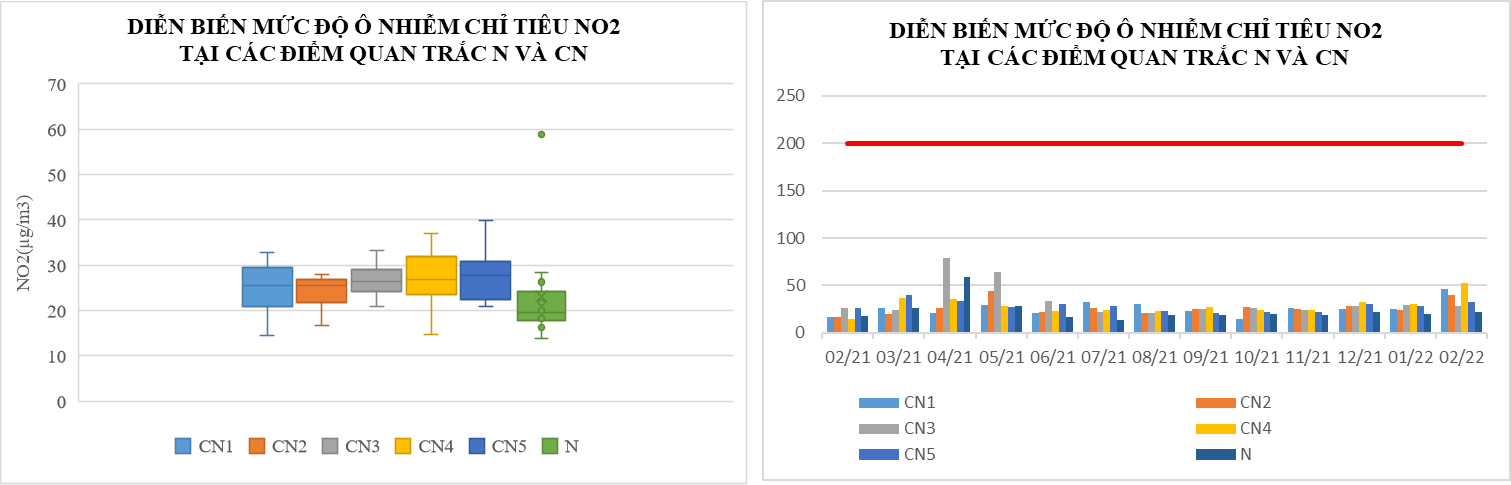 DIỄN BIẾN MỨC ĐỘ Ô NHIỄM CHỈ TIÊU NO2
TẠI CÁC ĐIỂM QUAN TRẮC N VÀ CN
70
60
50
40
30
20
10
0
NO2(µg/m3)
CN1 CN2 CN3 CN4 CN5 N
DIỄN BIẾN MỨC ĐỘ Ô NHIỄM CHỈ TIÊU NO2
TẠI CÁC ĐIỂM QUAN TRẮC N VÀ CN
250
200
150
100
50
0
02/21 03/21 04/21 05/21 06/21 07/21 08/21 09/21 10/21 11/21 12/21 01/22 02/22
CN1 CN2
CN3 CN4
CN5 N